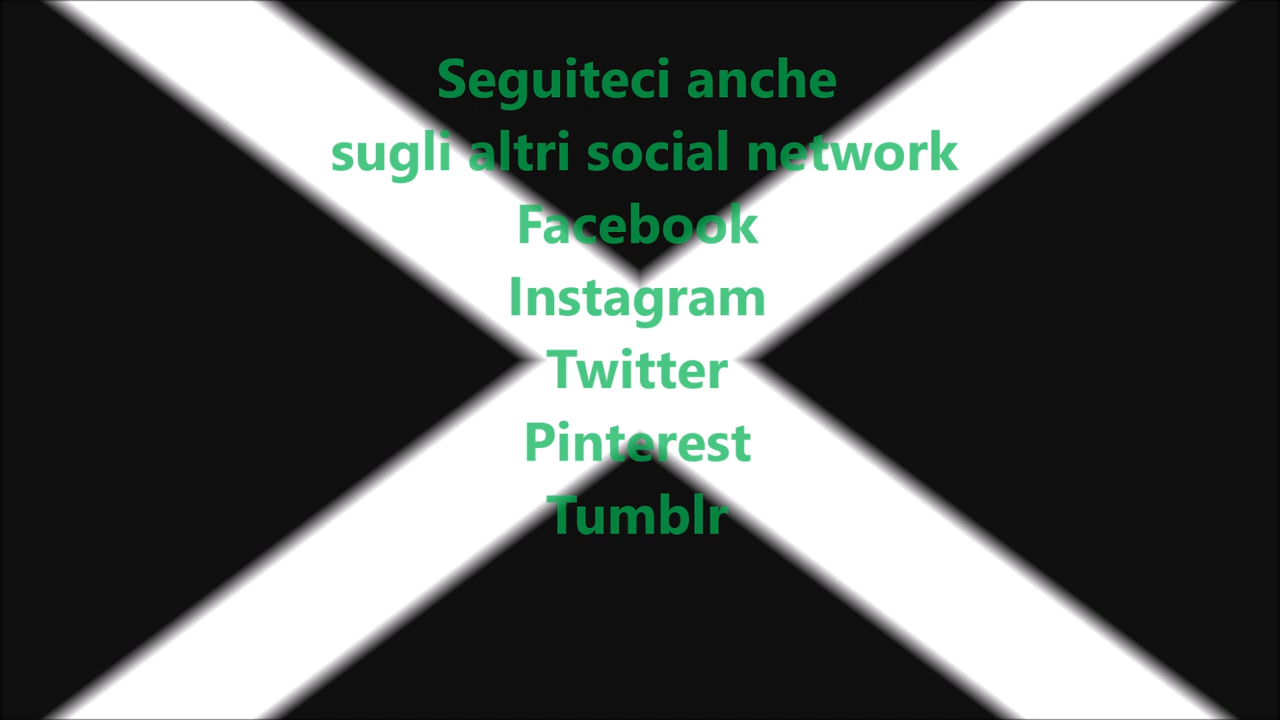 Seguiteci anche
sugli altri social network
Facebook
Instagram
Twitter
Pinterest
Tumblr